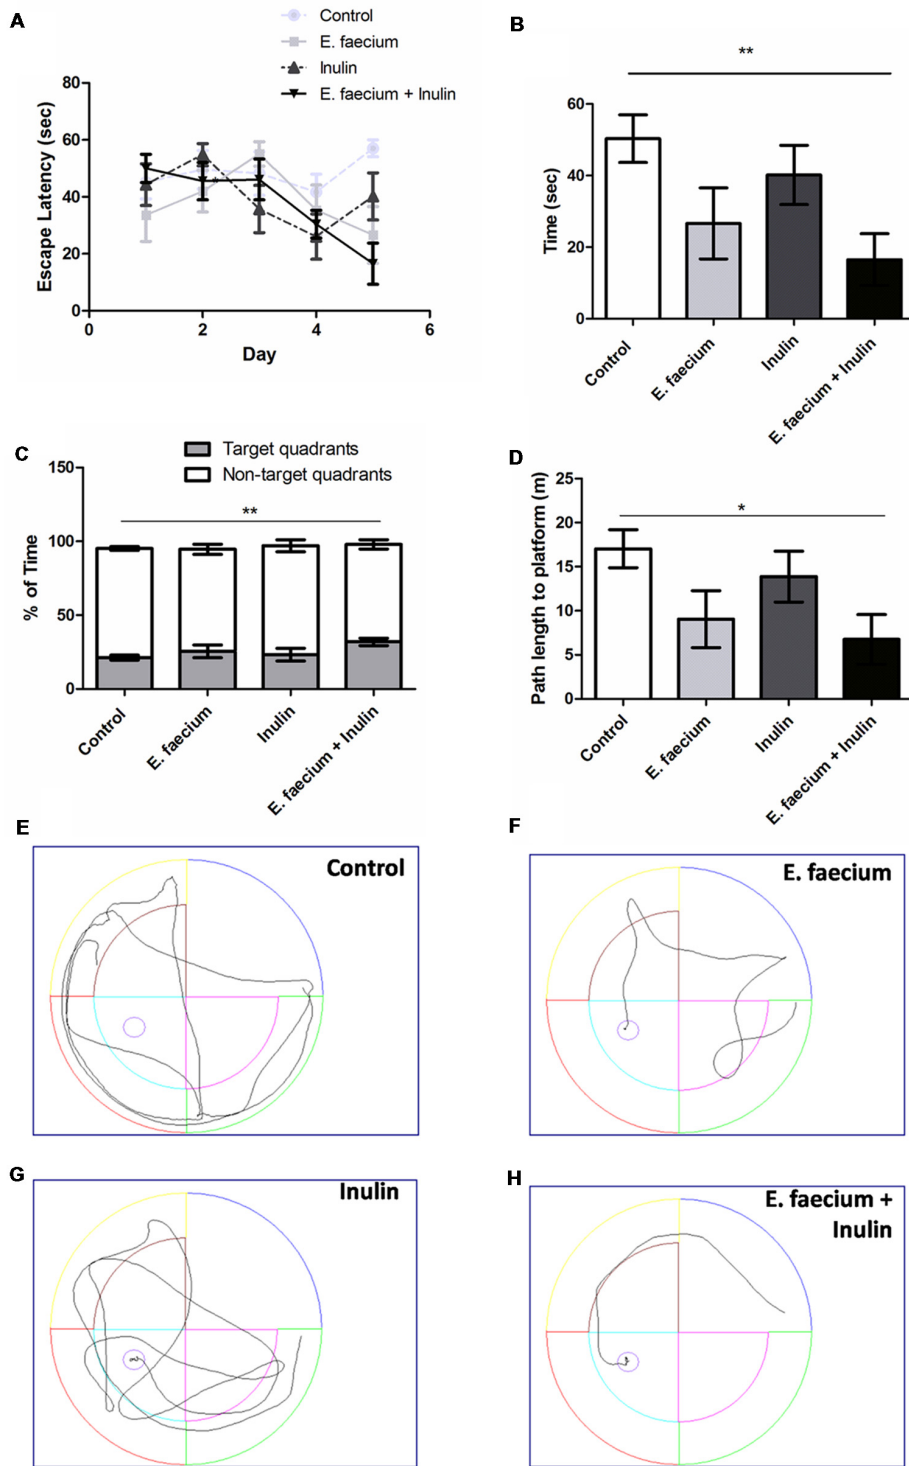 A
Control
E. faecium
Inulin
E. faecium + Inulin
Escape Latency (sec)
80
60
40
20
0
0
2
4
6
Day
B
**
Time (sec)
60
40
20
0
Control
E. faecium
Inulin
E. faecium + Inulin
C
Target quadrants
Non-target quadrants
**
% of Time
150
100
50
0
Control
E. faecium
Inulin
E. faecium + Inulin
D
*
Path length to platform (m)
25
20
15
10
5
0
Control
E. faecium
Inulin
E. faecium + Inulin
E
Control
F
E. faecium
G
Inulin
H
E. faecium +
Inulin